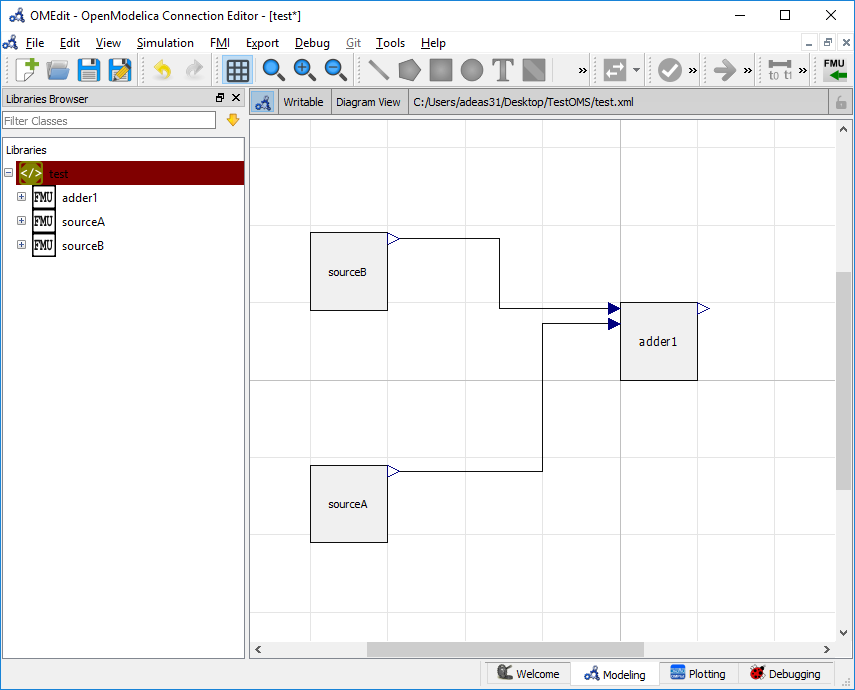 OMEdit - OpenModelica Connection Editor - [test*]
File Edit View Simulation FMI Export Debug Git Tools Help
T » » » t0 t1 » FMU
Libraries Browser
Writable Diagram View C:/Users/adeas31/Desktop/TestOMS/test.xml
Filter Classes
Libraries
</> test
FMU adder1
FMU sourceA
FMU sourceB
sourceB
adder1
sourceA
Welcome Modeling Plotting Debugging